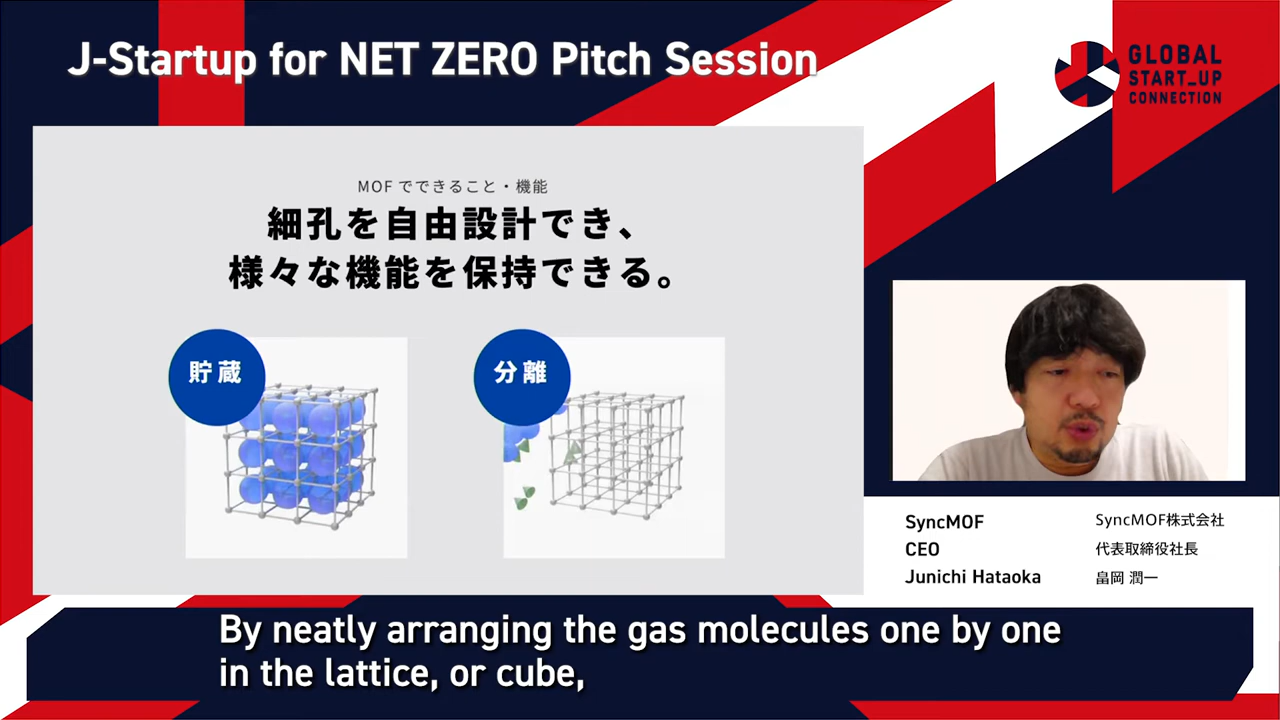 J-Startup for NET ZERO Pitch Session
GLOBAL
START_UP
CONNECTION
MOFでできること・機能
細孔を自由設計でき、
様々な機能を保持できる。
貯蔵
分離
SyncMOF
CEO
Junichi Hataoka
SyncMOF株式会社
代表取締役社長
畠岡 潤一
By neatly arranging the gas molecules one by one
in the lattice, or cube,